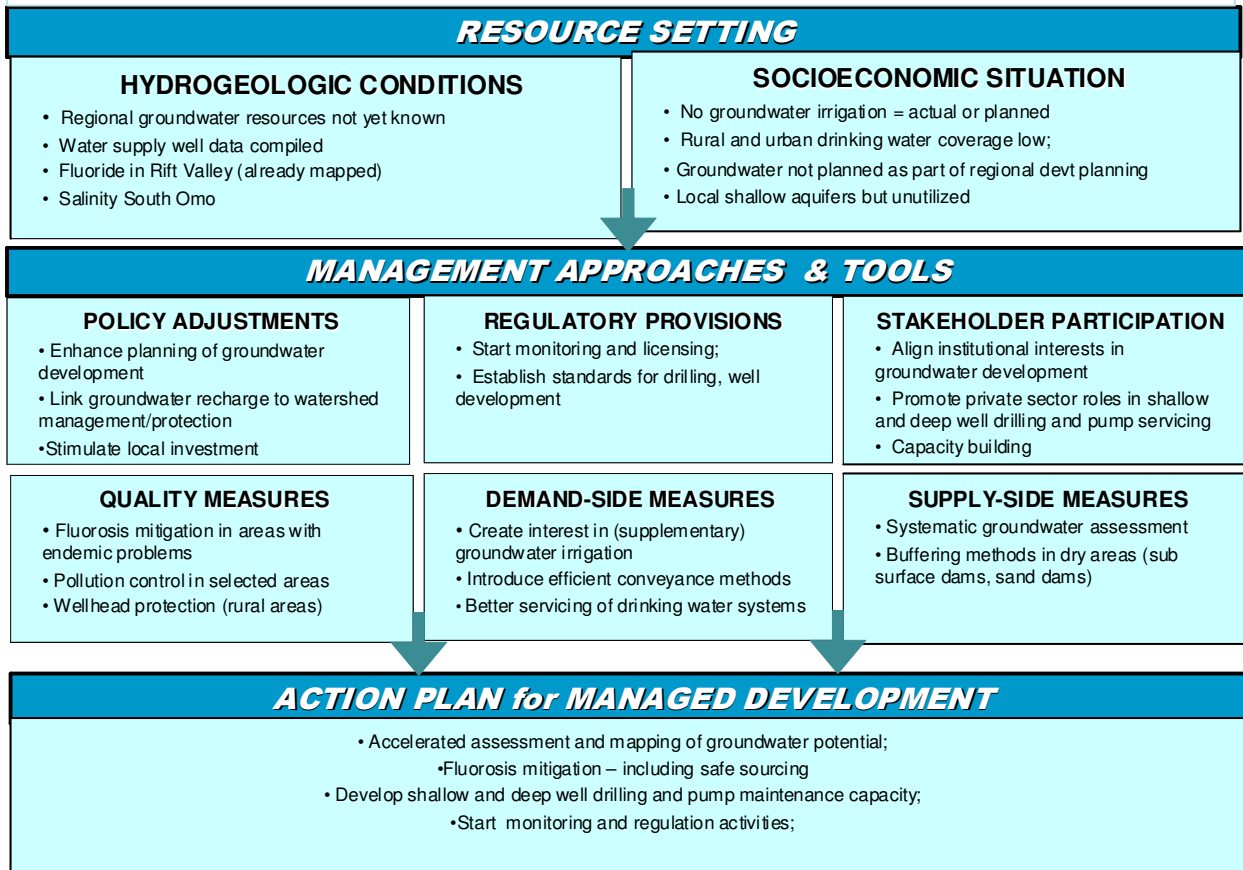 RESOURCE SETTING
HYDROGEOLOGIC CONDITIONS
• Regional groundwater resources not yet known
• Water supply well data compiled
• Fluoride in Rift Valley (already mapped)
• Salinity South Omo
SOCIOECONOMIC SITUATION
• No groundwater irrigation = actual or planned
• Rural and urban drinking water coverage low;
• Groundwater not planned as part of regional devt planning
• Local shallow aquifers but unutilized
MANAGEMENT APPROACHES & TOOLS
POLICY ADJUSTMENTS
• Enhance planning of groundwater
development
• Link groundwater recharge to watershed
management/protection
•Stimulate local investment
REGULATORY PROVISIONS
• Start monitoring and licensing;
• Establish standards for drilling, well
development
STAKEHOLDER PARTICIPATION
• Align institutional interests in
groundwater development
• Promote private sector roles in shallow
and deep well drilling and pump servicing
• Capacity building
QUALITY MEASURES
• Fluorosis mitigation in areas with
endemic problems
• Pollution control in selected areas
• Wellhead protection (rural areas)
DEMAND-SIDE MEASURES
• Create interest in (supplementary)
groundwater irrigation
• Introduce efficient conveyance methods
• Better servicing of drinking water systems
SUPPLY-SIDE MEASURES
• Systematic groundwater assessment
• Buffering methods in dry areas (sub
surface dams, sand dams)
ACTION PLAN for MANAGED DEVELOPMENT
• Accelerated assessment and mapping of groundwater potential;
•Fluorosis mitigation – including safe sourcing
• Develop shallow and deep well drilling and pump maintenance capacity;
•Start monitoring and regulation activities;